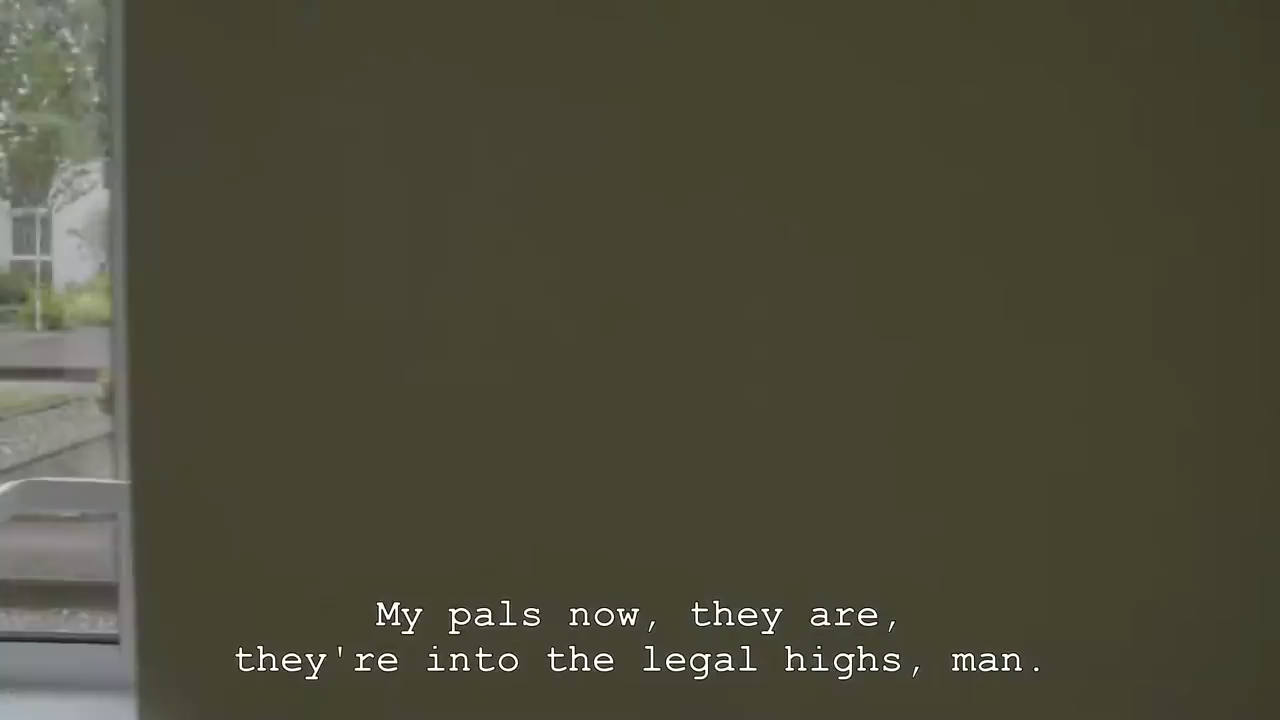 My pals now, they are,
they're into the legal highs, man.